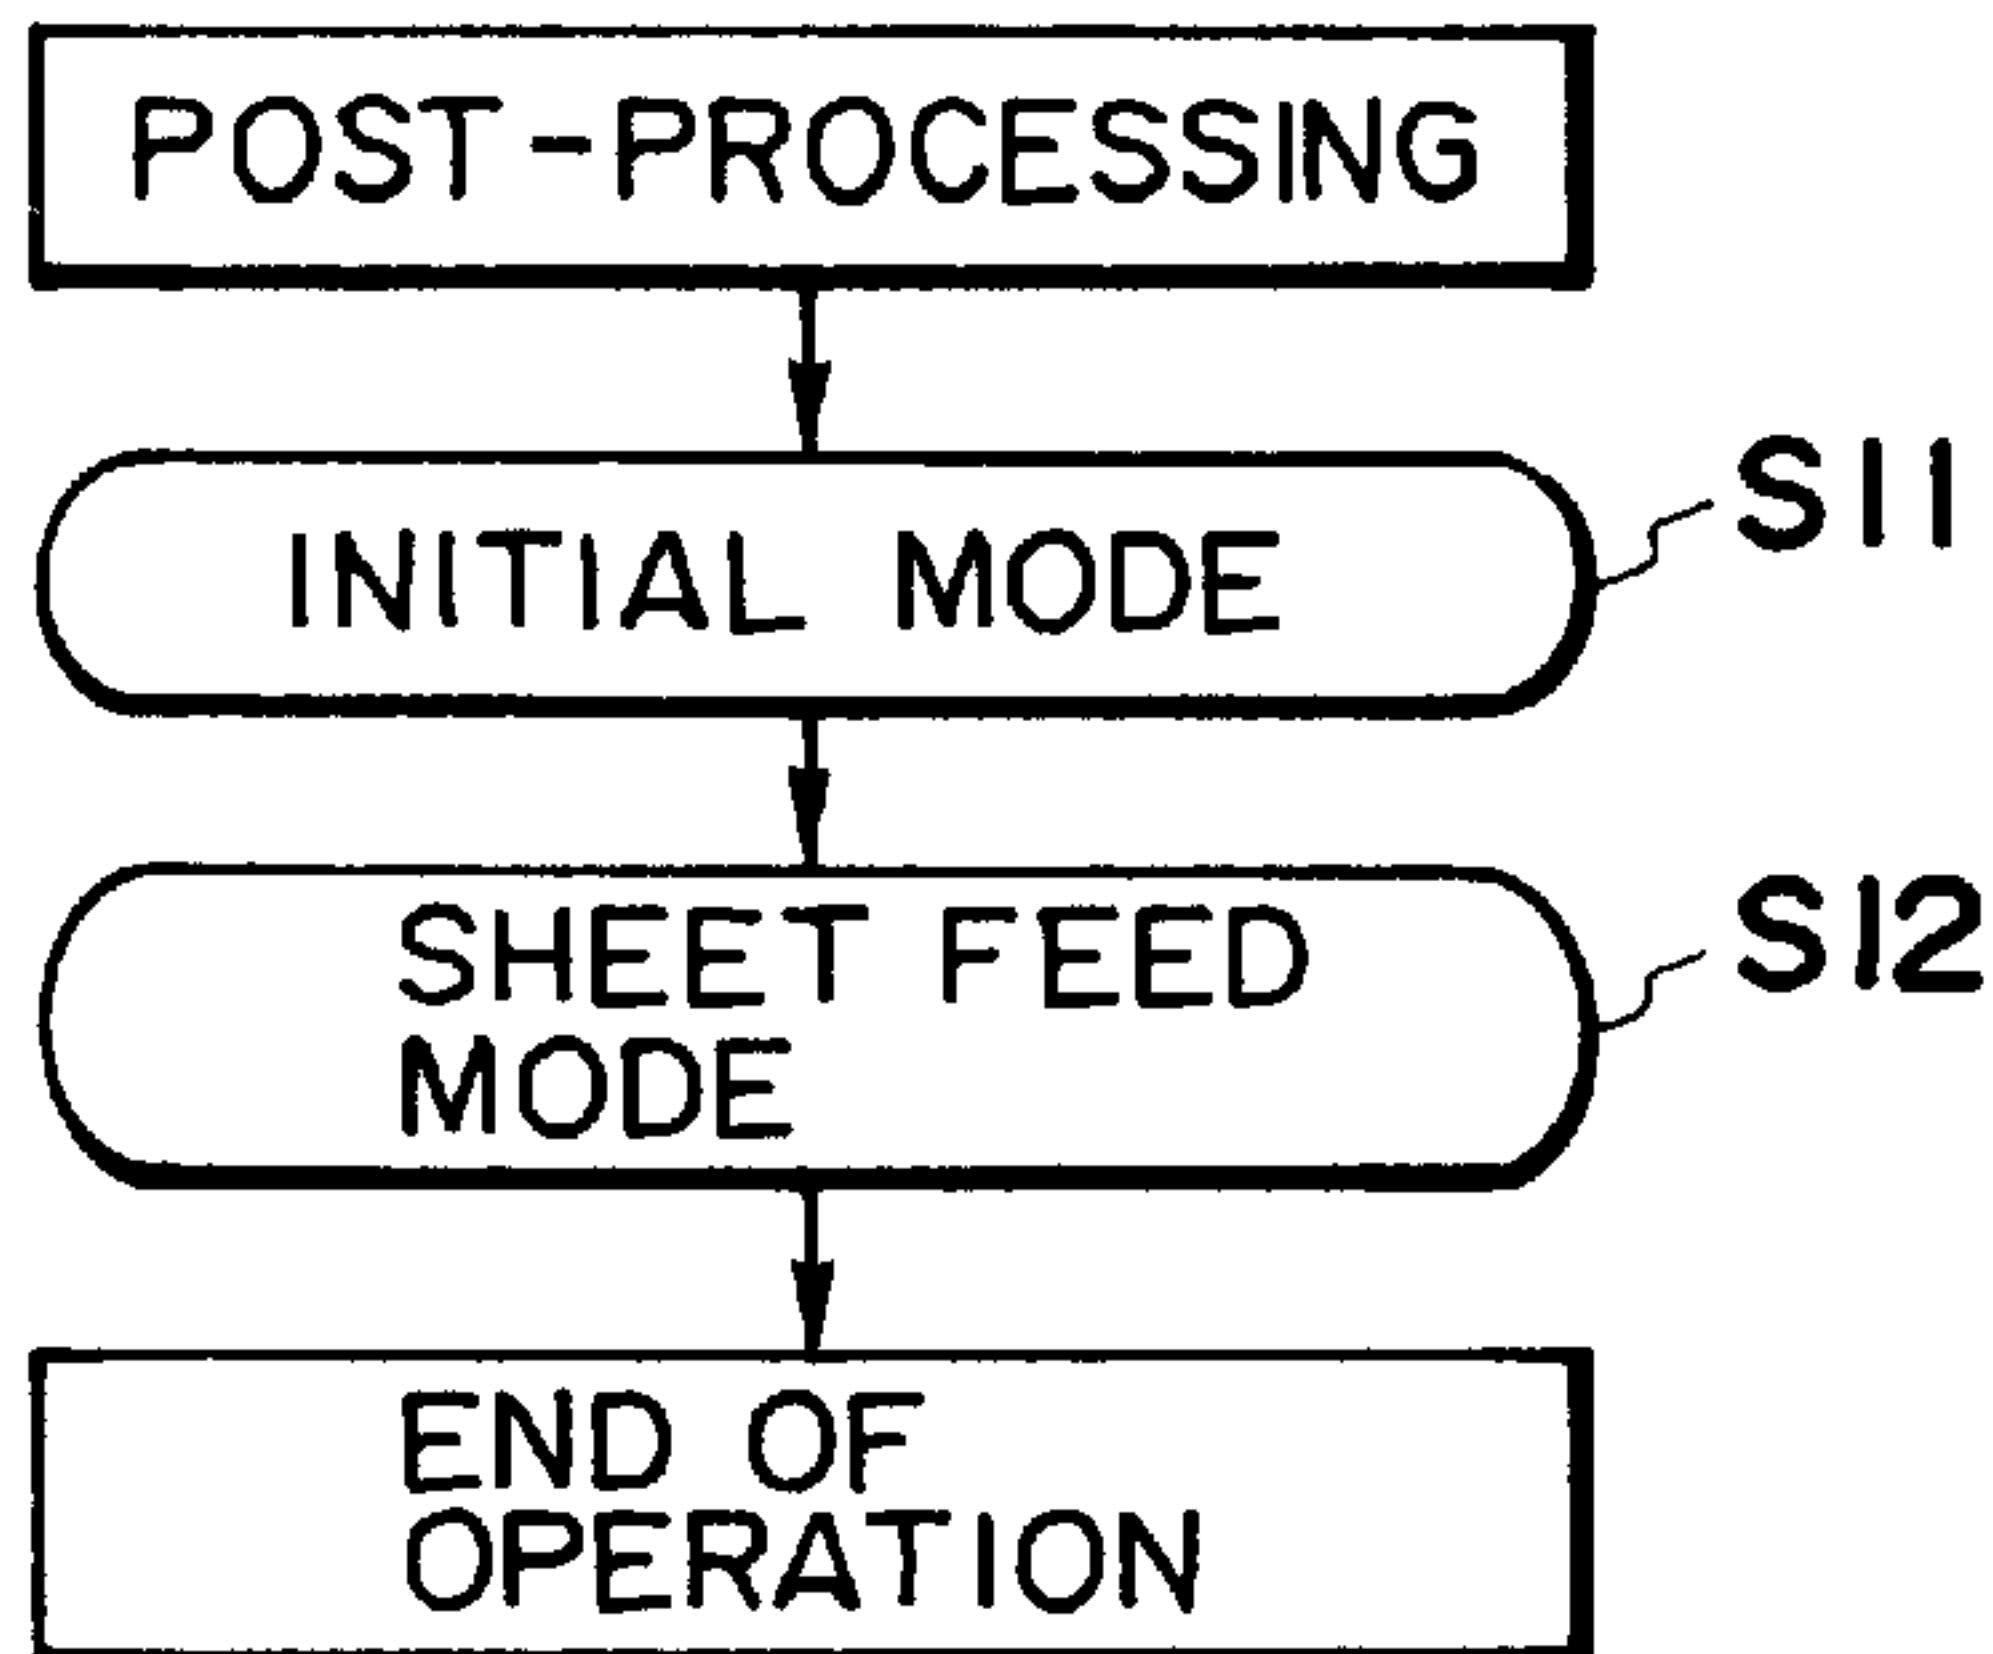 POST-PROCESSING
INITIAL MODE
S11
SHEET FEED
MODE
S12
END OF
OPERATION